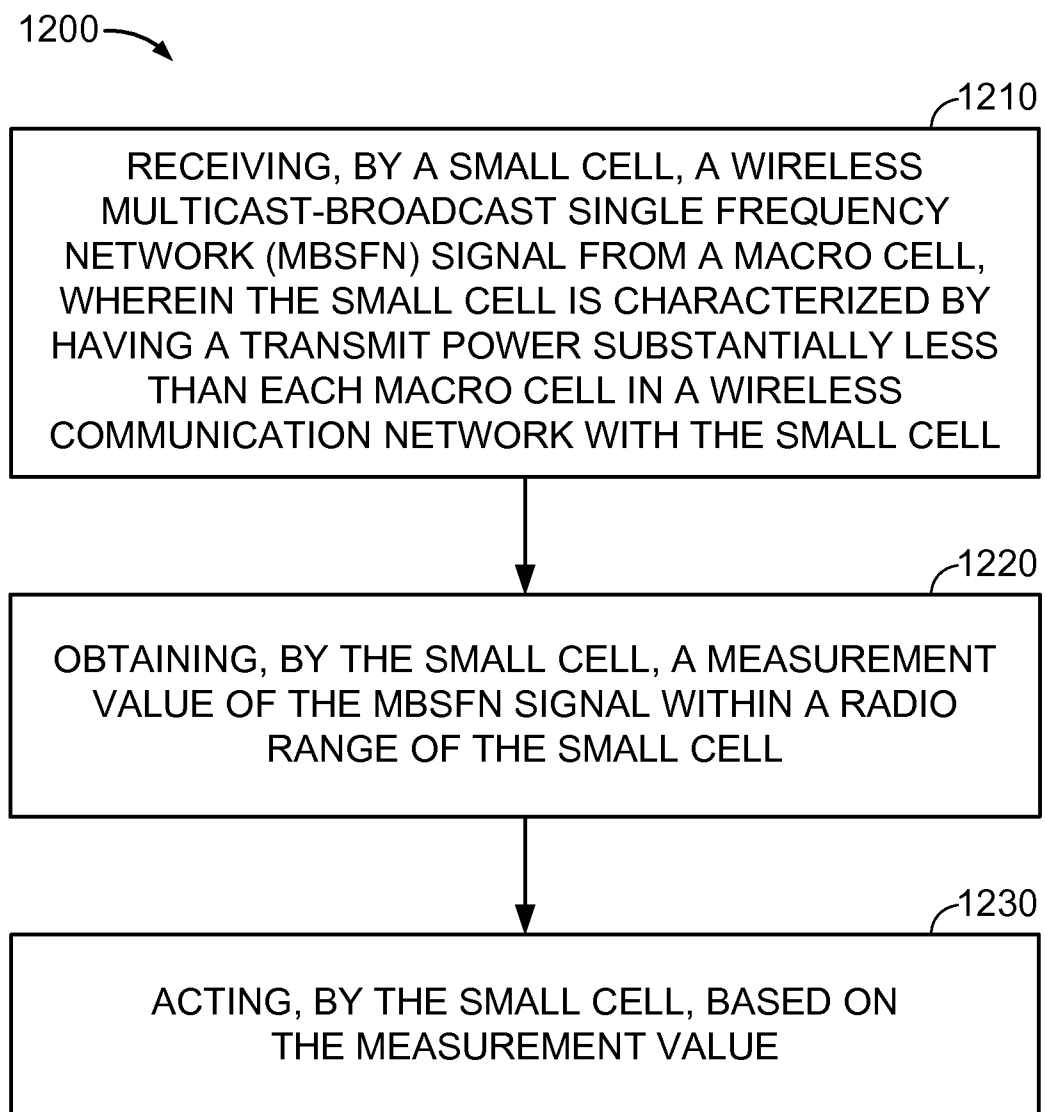 1200
1210
RECEIVING, BY A SMALL CELL, A WIRELESS
MULTICAST-BROADCAST SINGLE FREQUENCY
NETWORK (MBSFN) SIGNAL FROM A MACRO CELL,
WHEREIN THE SMALL CELL IS CHARACTERIZED BY
HAVING A TRANSMIT POWER SUBSTANTIALLY LESS
THAN EACH MACRO CELL IN A WIRELESS
COMMUNICATION NETWORK WITH THE SMALL CELL
1220
OBTAINING, BY THE SMALL CELL, A MEASUREMENT
VALUE OF THE MBSFN SIGNAL WITHIN A RADIO
RANGE OF THE SMALL CELL
1230
ACTING, BY THE SMALL CELL, BASED ON
THE MEASUREMENT VALUE